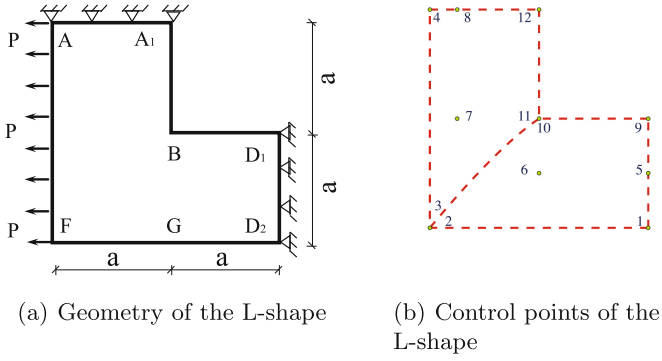 P
A
A1
a
P
B
D1
a
P
F
G
D2
a
a
4
8
12
7
11
10
9
6
5
3
2
1
(a) Geometry of the L-shape
(b) Control points of the
L-shape